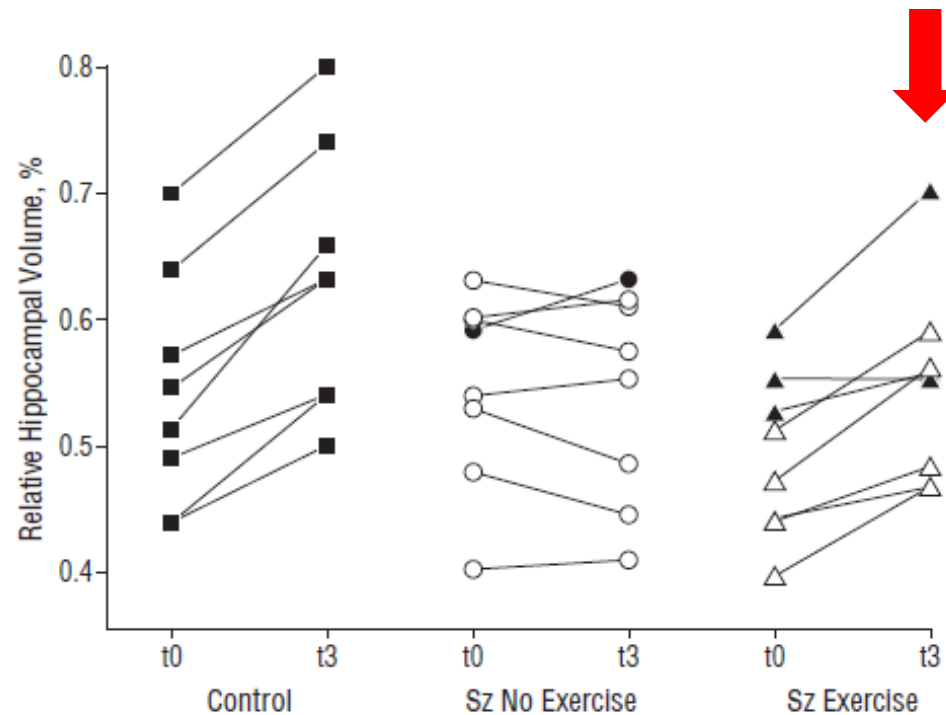 Relative Hippocampal Volume, %
0.8
0.7
0.6
0.5
0.4
t0 t3 t0 t3 t0 t3
Control Sz No Exercise Sz Exercise